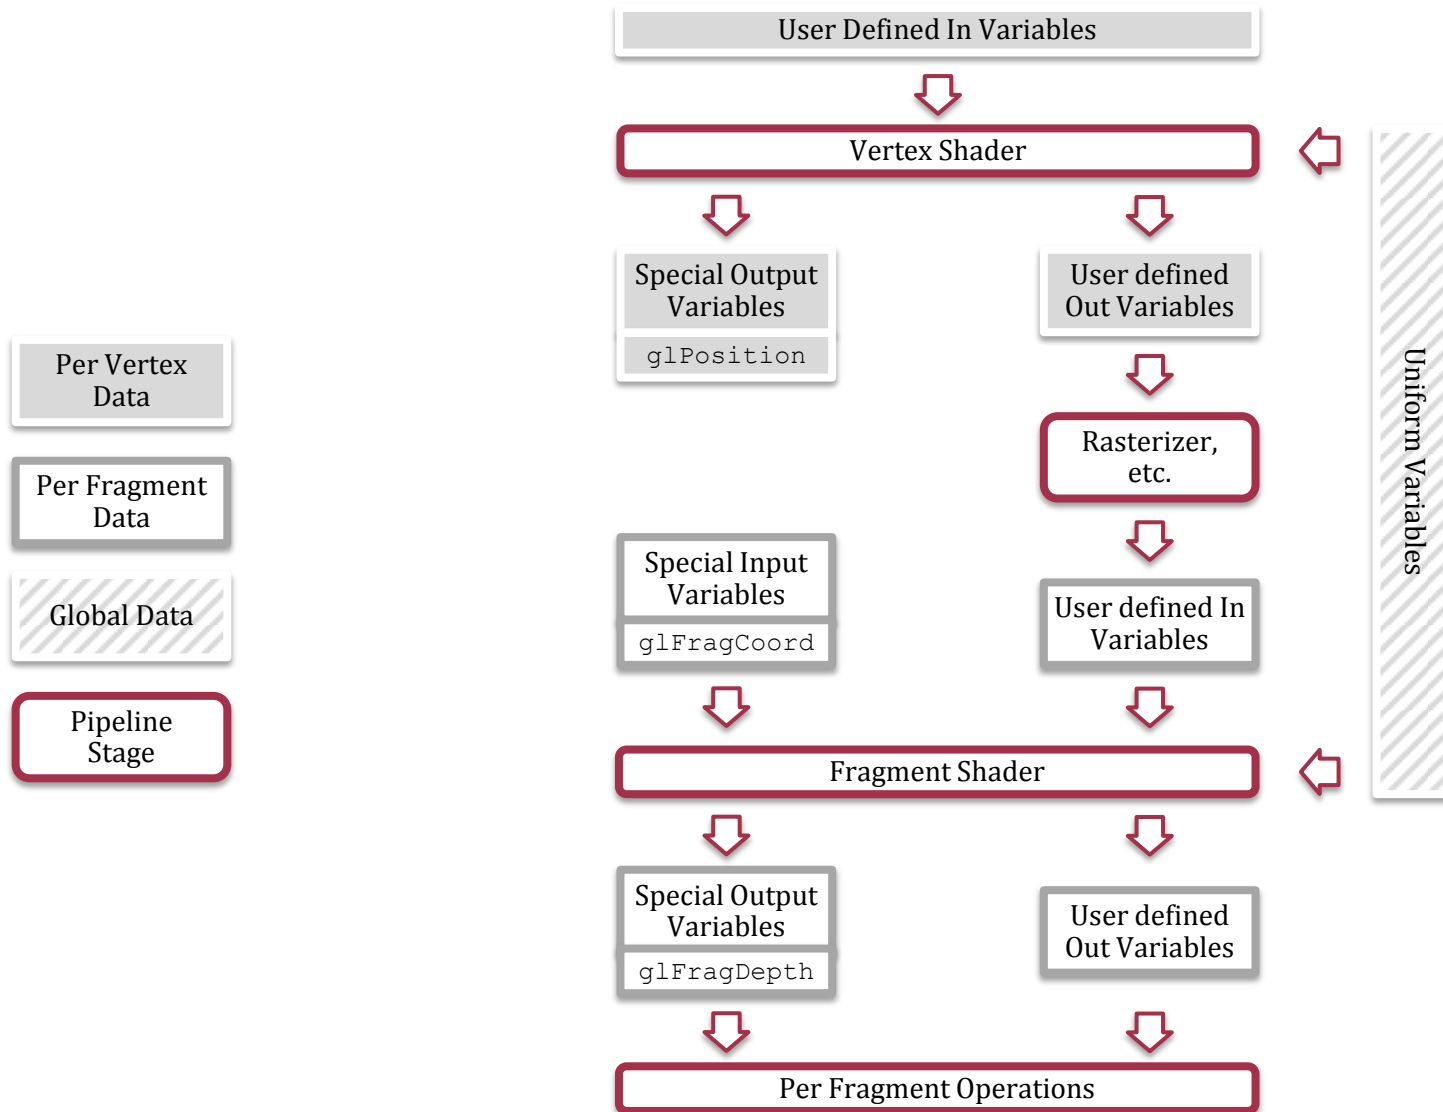 User Defined In Variables
Vertex Shader
Special Output
Variables
glPosition
User defined
Out Variables
Per Vertex
Data
Per Fragment
Data
Global Data
Pipeline
Stage
Rasterizer,
etc.
Special Input
Variables
glFragCoord
User defined In
Variables
Uniform Variables
Fragment Shader
Special Output
Variables
glFragDepth
User defined
Out Variables
Per Fragment Operations